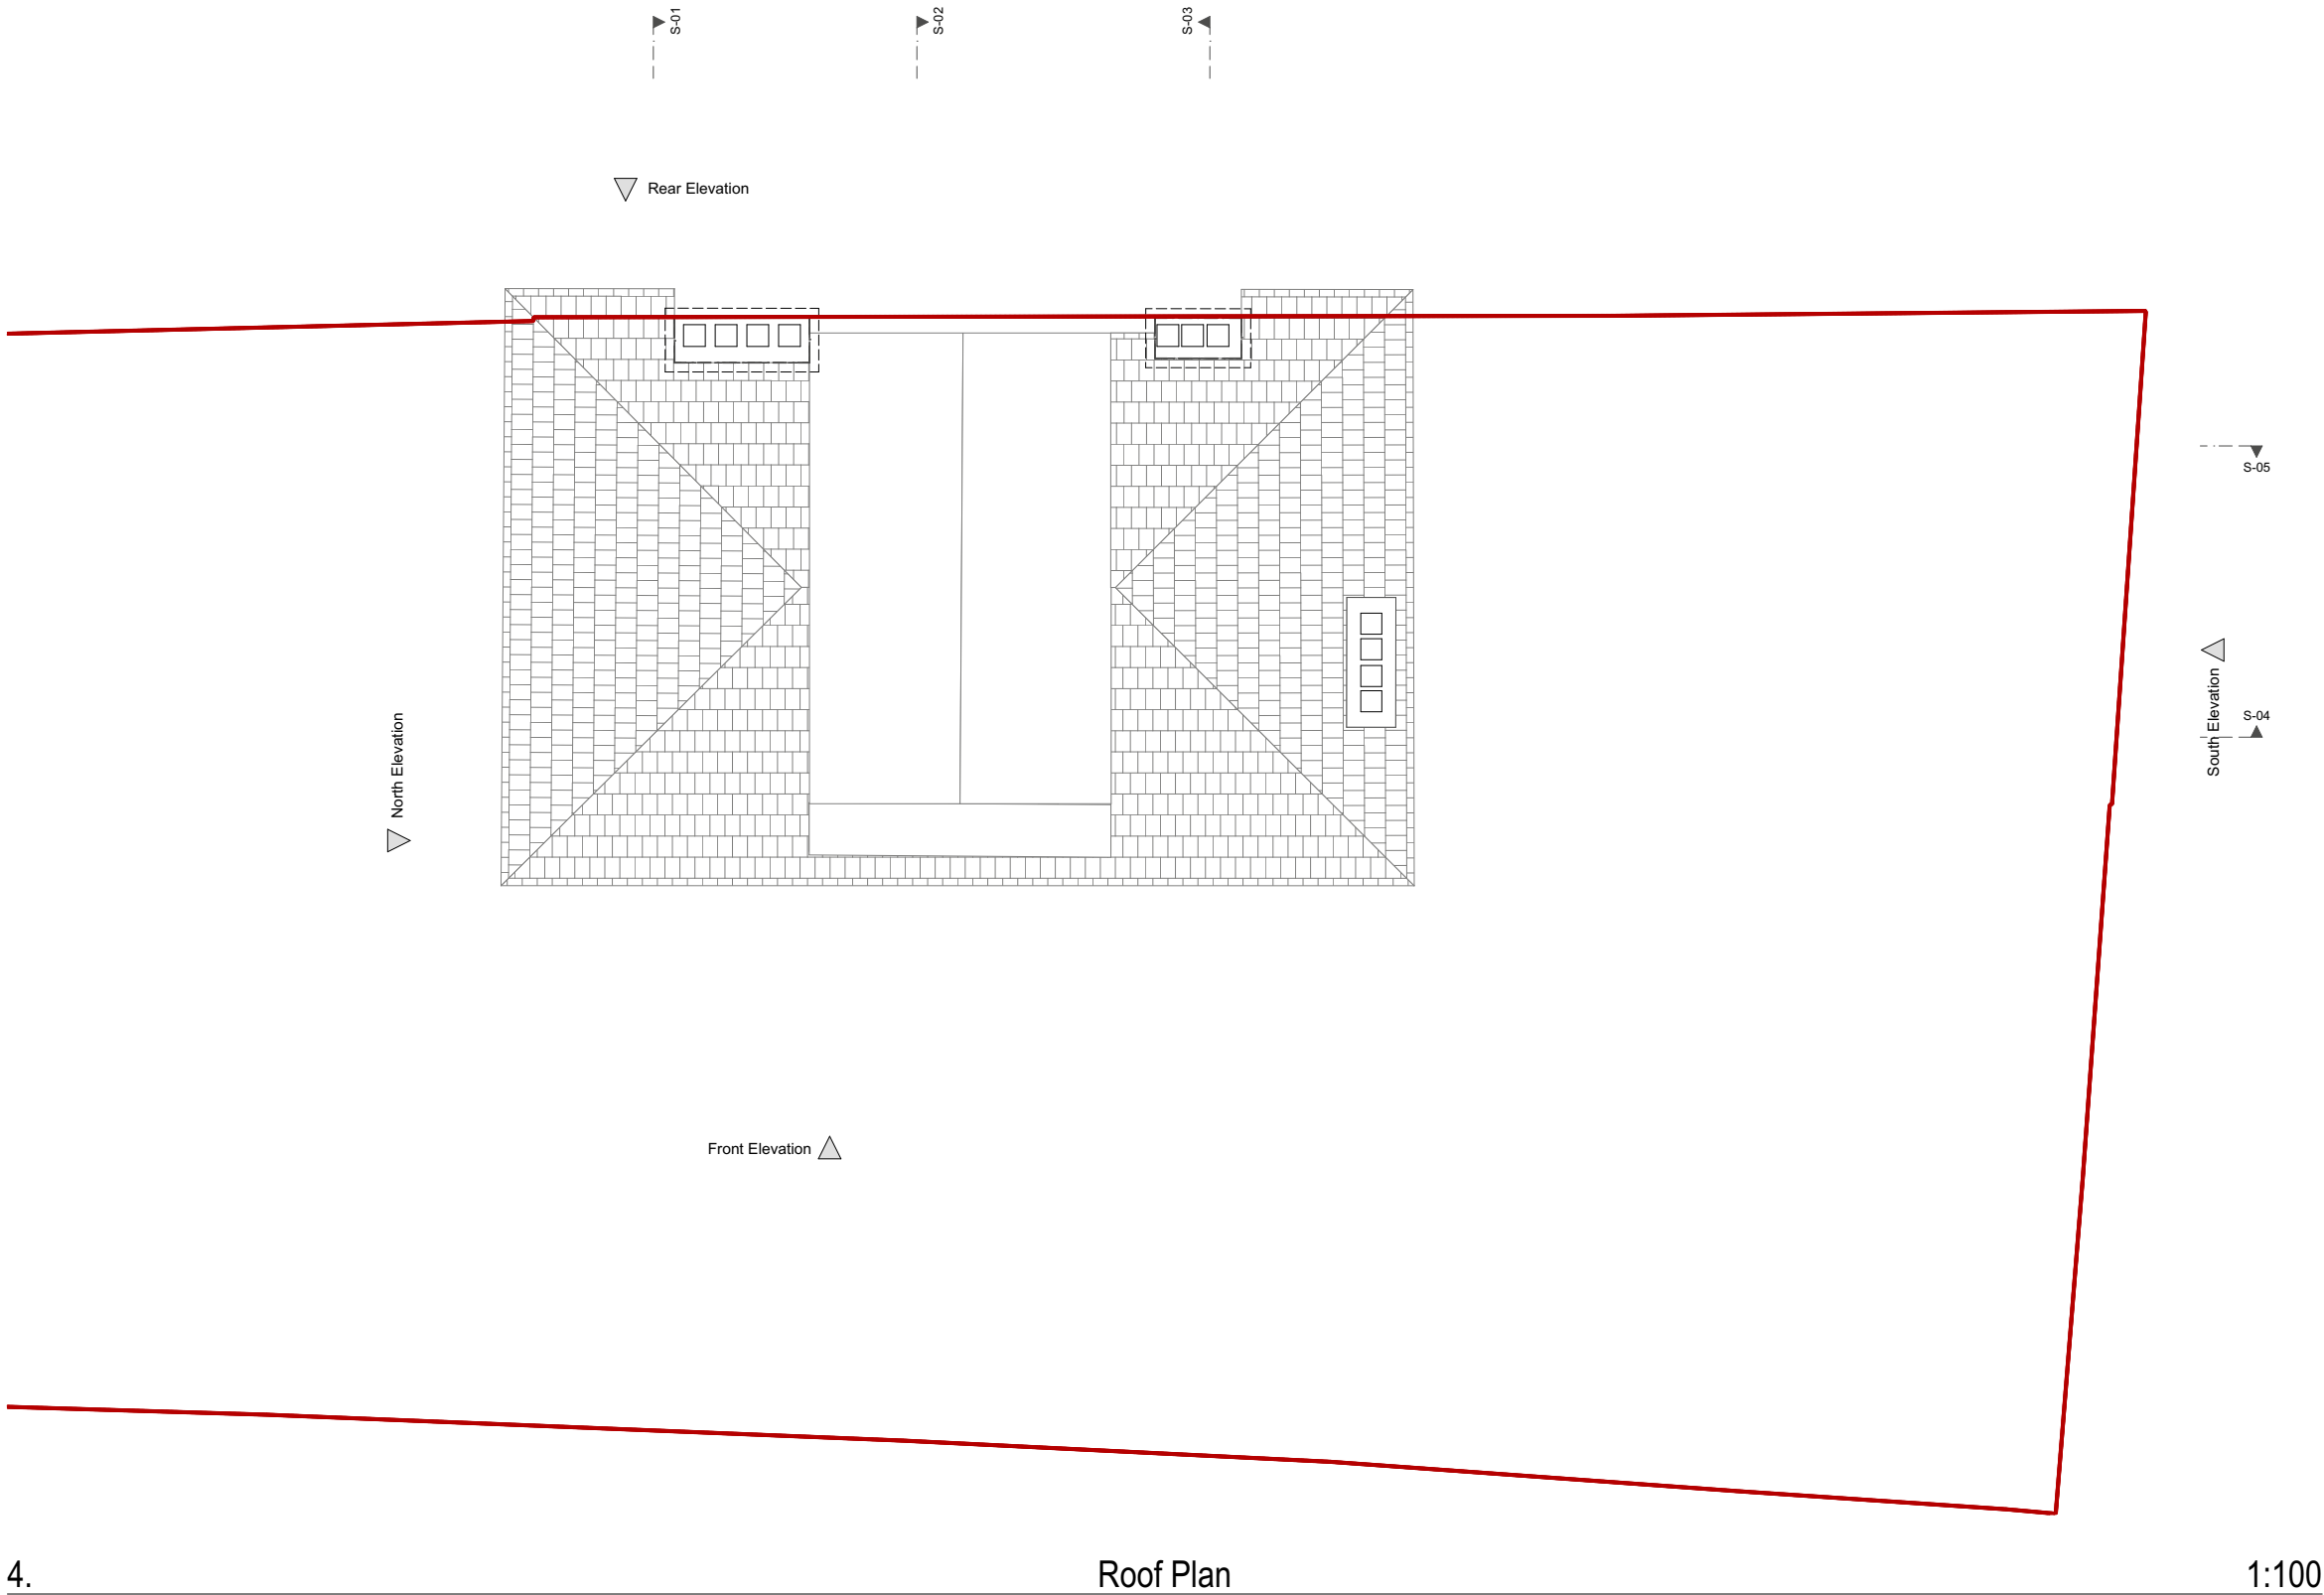 S-01
S-02
S-03
Rear Elevation
S-05
North Elevation
South Elevation
S-04
Front Elevation
4.
Roof Plan
1:100